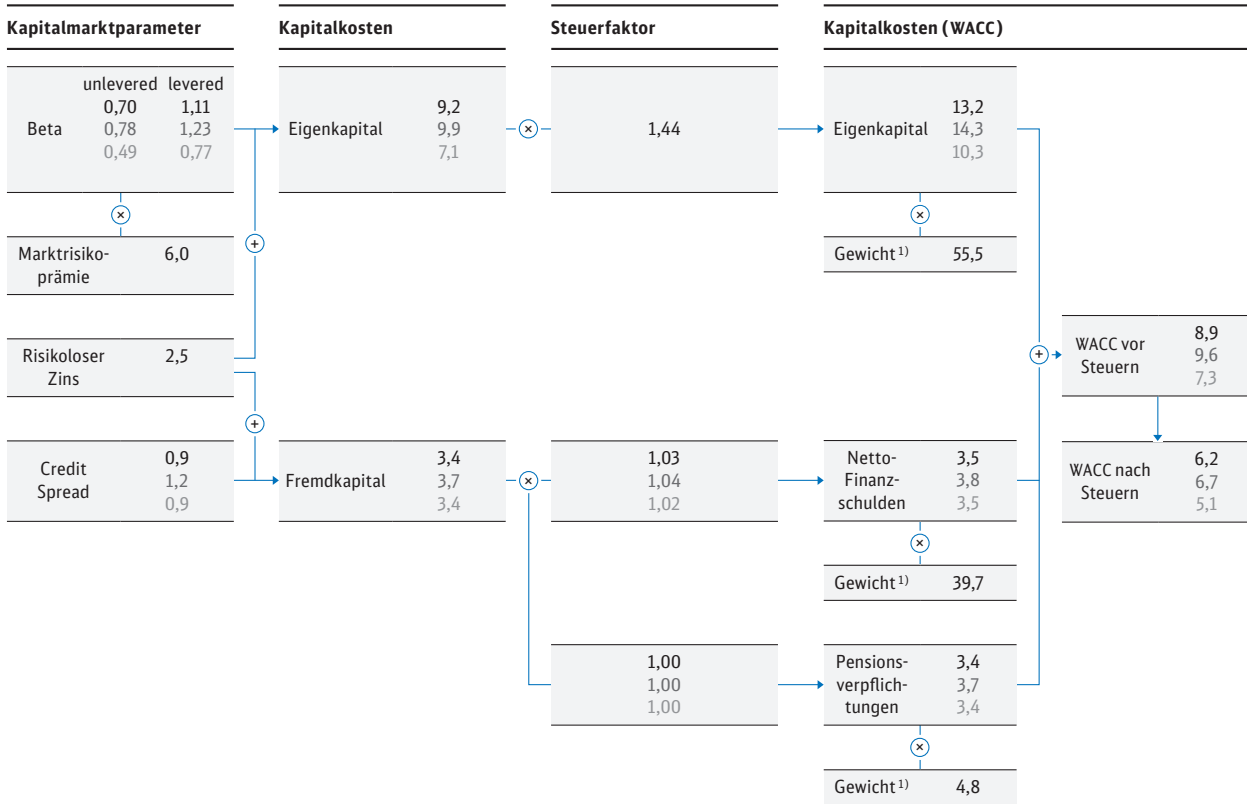 Kapitalmarktparameter
Kapitalkosten
Steuerfaktor
Kapitalkosten (WACC)
unlevered levered
Beta
0,70 1,11
0,78 1,23
0,49 0,77
×
Marktrisiko-
prämie
6,0
+
Risikoloser
Zins
2,5
+
Credit
Spread
0,9
1,2
0,9
Eigenkapital
9,2
9,9
7,1
×
1,44
Eigenkapital
13,2
14,3
10,3
×
Gewicht 1) 55,5
Fremdkapital
3,4
3,7
3,4
×
1,03
1,04
1,02
Netto-
Finanz-
schulden
3,5
3,8
3,5
×
Gewicht 1) 39,7
1,00
1,00
1,00
Pensions-
verpflich-
tungen
3,4
3,7
3,4
×
Gewicht 1) 4,8
+
WACC vor
Steuern
8,9
9,6
7,3
WACC nach
Steuern
6,2
6,7
5,1